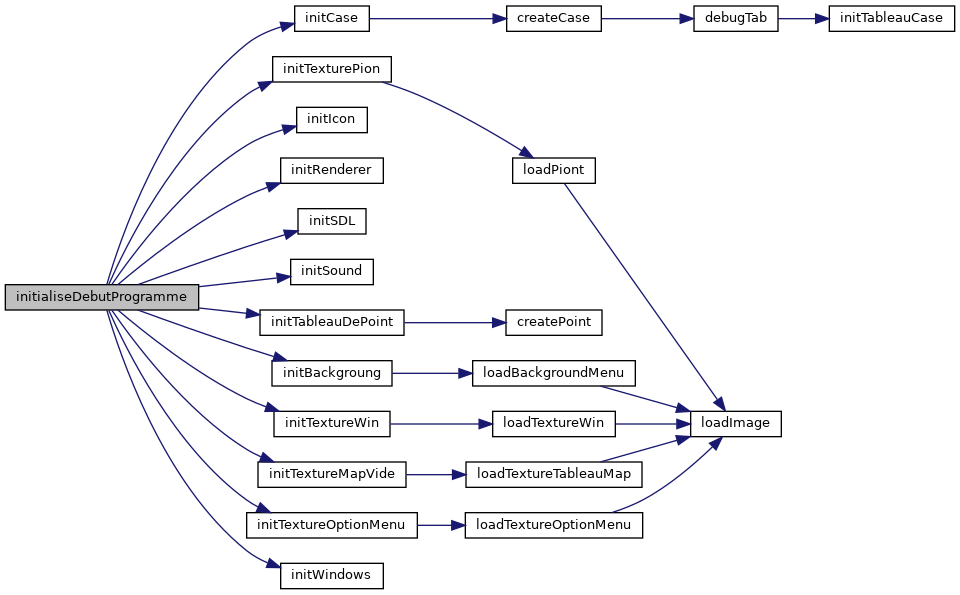 initCase
createCase
debugTab
initTableauCase
initTexturePion
initIcon
loadPiont
initRenderer
initSDL
initSound
initialiseDebutProgramme
initTableauDePoint
createPoint
initBackgroung
loadBackgroundMenu
initTextureWin
loadTextureWin
loadImage
initTextureMapVide
loadTextureTableauMap
initTextureOptionMenu
loadTextureOptionMenu
initWindows